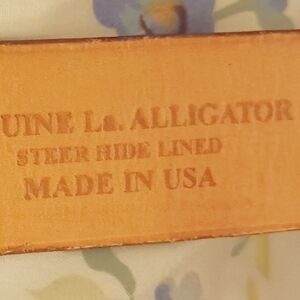 UINE La. ALLIGATOR
STEER HIDE LINED
MADE IN USA